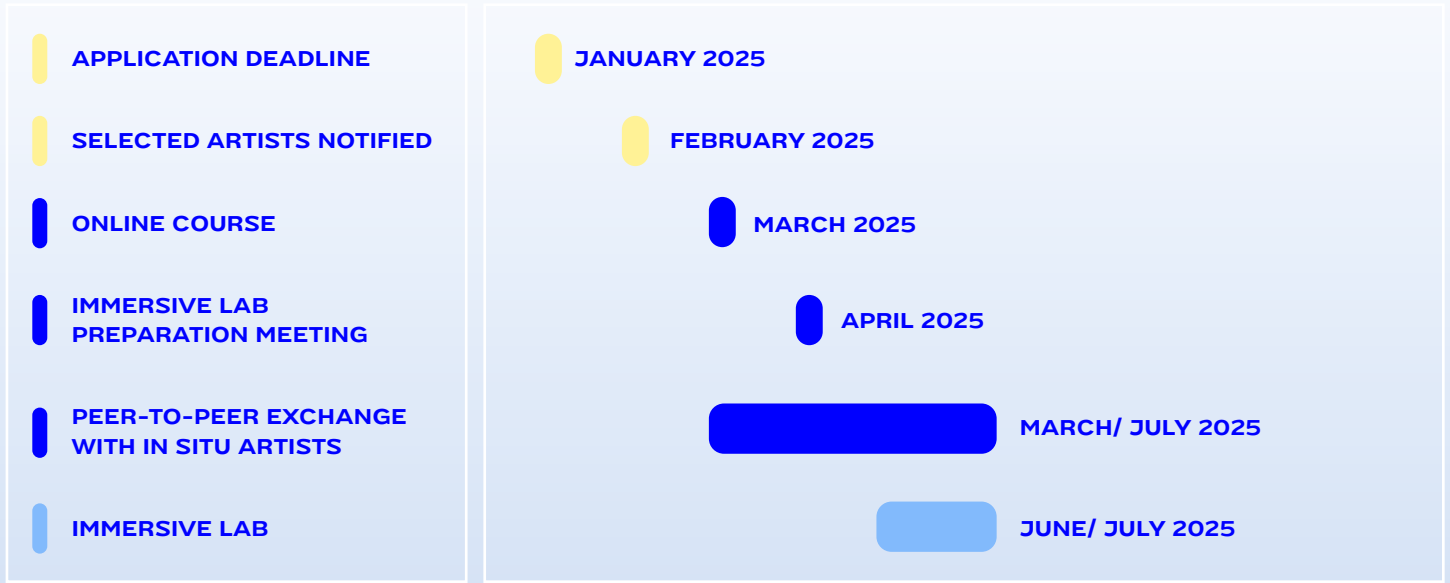 APPLICATION DEADLINE
JANUARY 2025
SELECTED ARTISTS NOTIFIED
FEBRUARY 2025
ONLINE COURSE
MARCH 2025
IMMERSIVE LAB
PREPARATION MEETING
APRIL 2025
PEER-TO-PEER EXCHANGE
WITH IN SITU ARTISTS
MARCH/ JULY 2025
IMMERSIVE LAB
JUNE/ JULY 2025